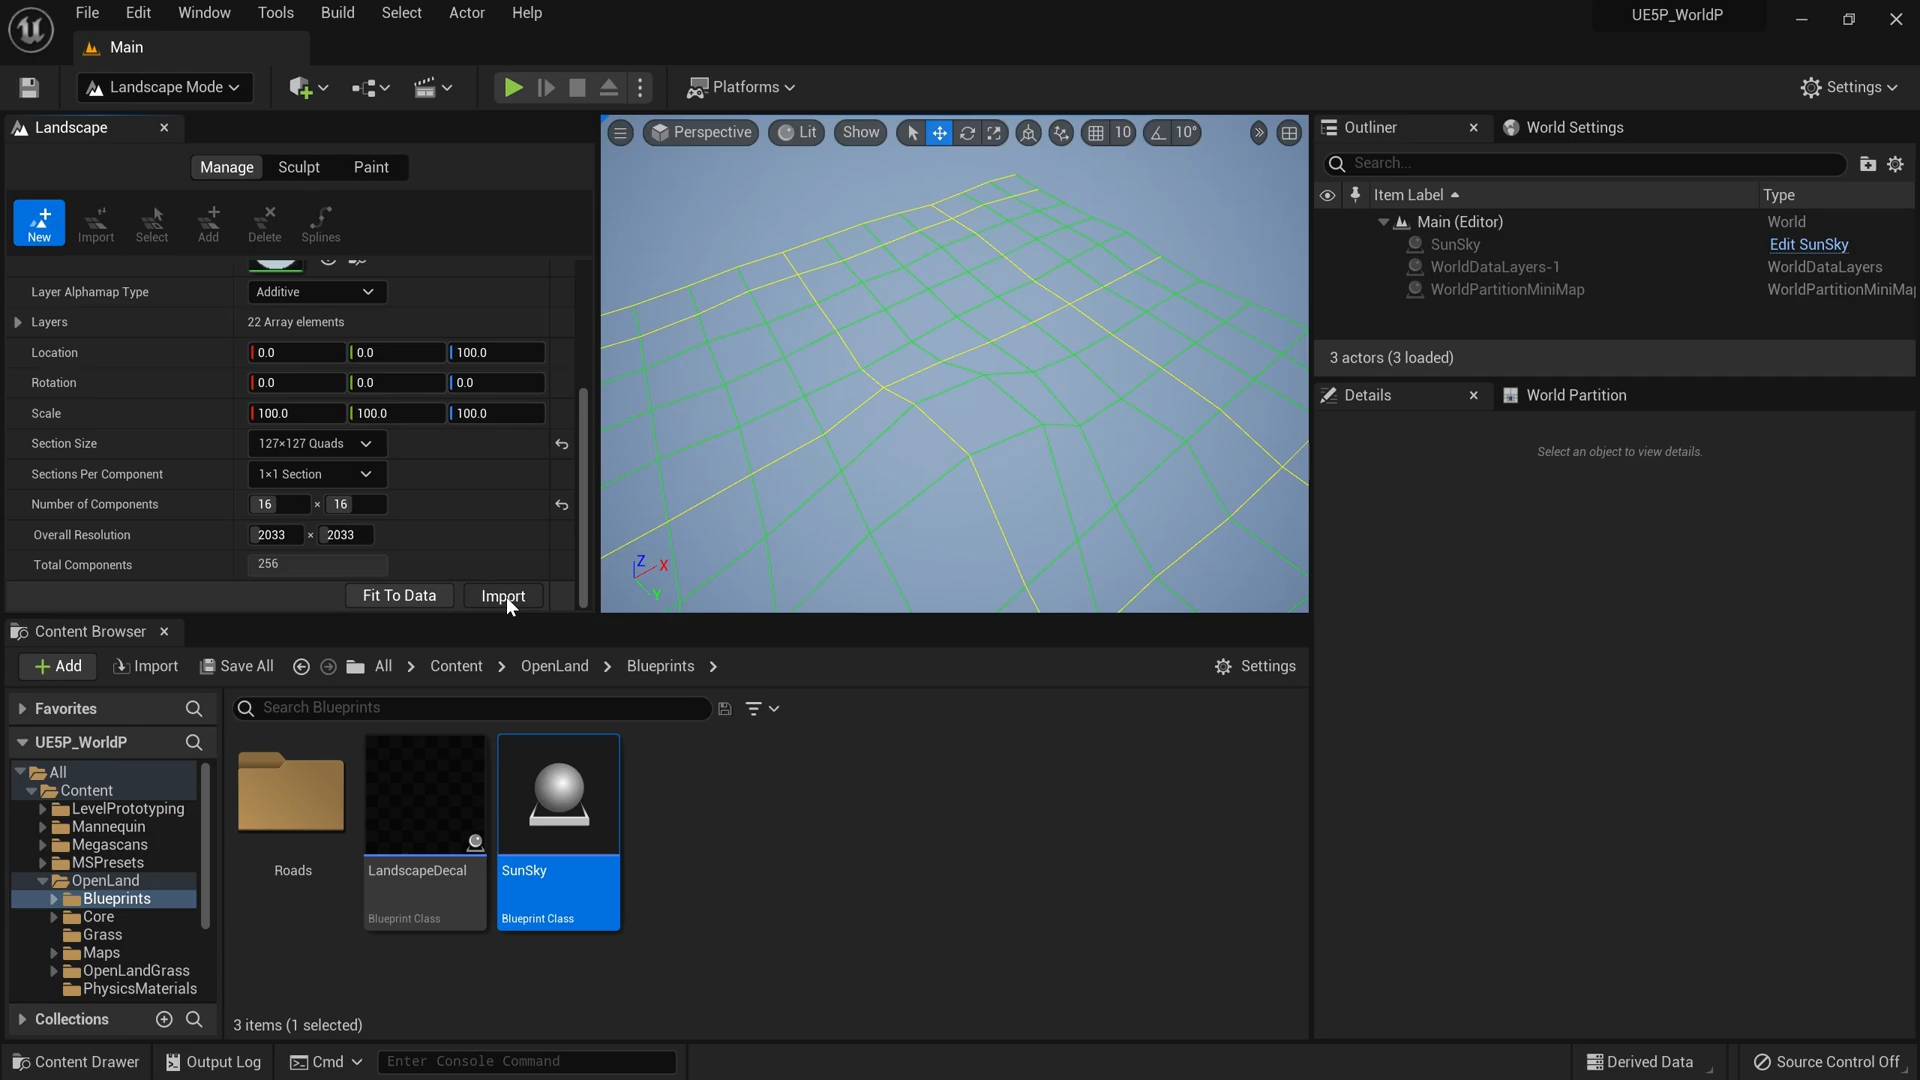 File Edit Window Tools Build Select Actor Help
UE5P_WorldP
Main
Landscape Mode
Platforms
Settings
Landscape
Manage Sculpt Paint
New Import Select Add Delete Splines
Layer Alphamap Type Additive
Layers 22 Array elements
Location 0.0 0.0 100.0
Rotation 0.0 0.0 0.0
Scale 100.0 100.0 100.0
Section Size 127×127 Quads
Sections Per Component 1×1 Section
Number of Components 16 × 16
Overall Resolution 2033 × 2033
Total Components 256
Fit To Data Import
Perspective Lit Show 10 10°
Z X
Y
Outliner World Settings
Search...
Item Label Type
Main (Editor) World
SunSky Edit SunSky
WorldDataLayers-1 WorldDataLayers
WorldPartitionMiniMap WorldPartitionMiniMa
3 actors (3 loaded)
Details World Partition
Select an object to view details.
Content Browser
Add Import Save All All Content OpenLand Blueprints Settings
Favorites
Search Blueprints
UE5P_WorldP
All
Content
LevelPrototyping
Mannequin
Megascans
MSPresets
OpenLand
Blueprints
Core
Grass
Maps
OpenLandGrass
PhysicsMaterials
Collections
Roads
LandscapeDecal
Blueprint Class
SunSky
Blueprint Class
3 items (1 selected)
Content Drawer Output Log Cmd Enter Console Command
Derived Data Source Control Off